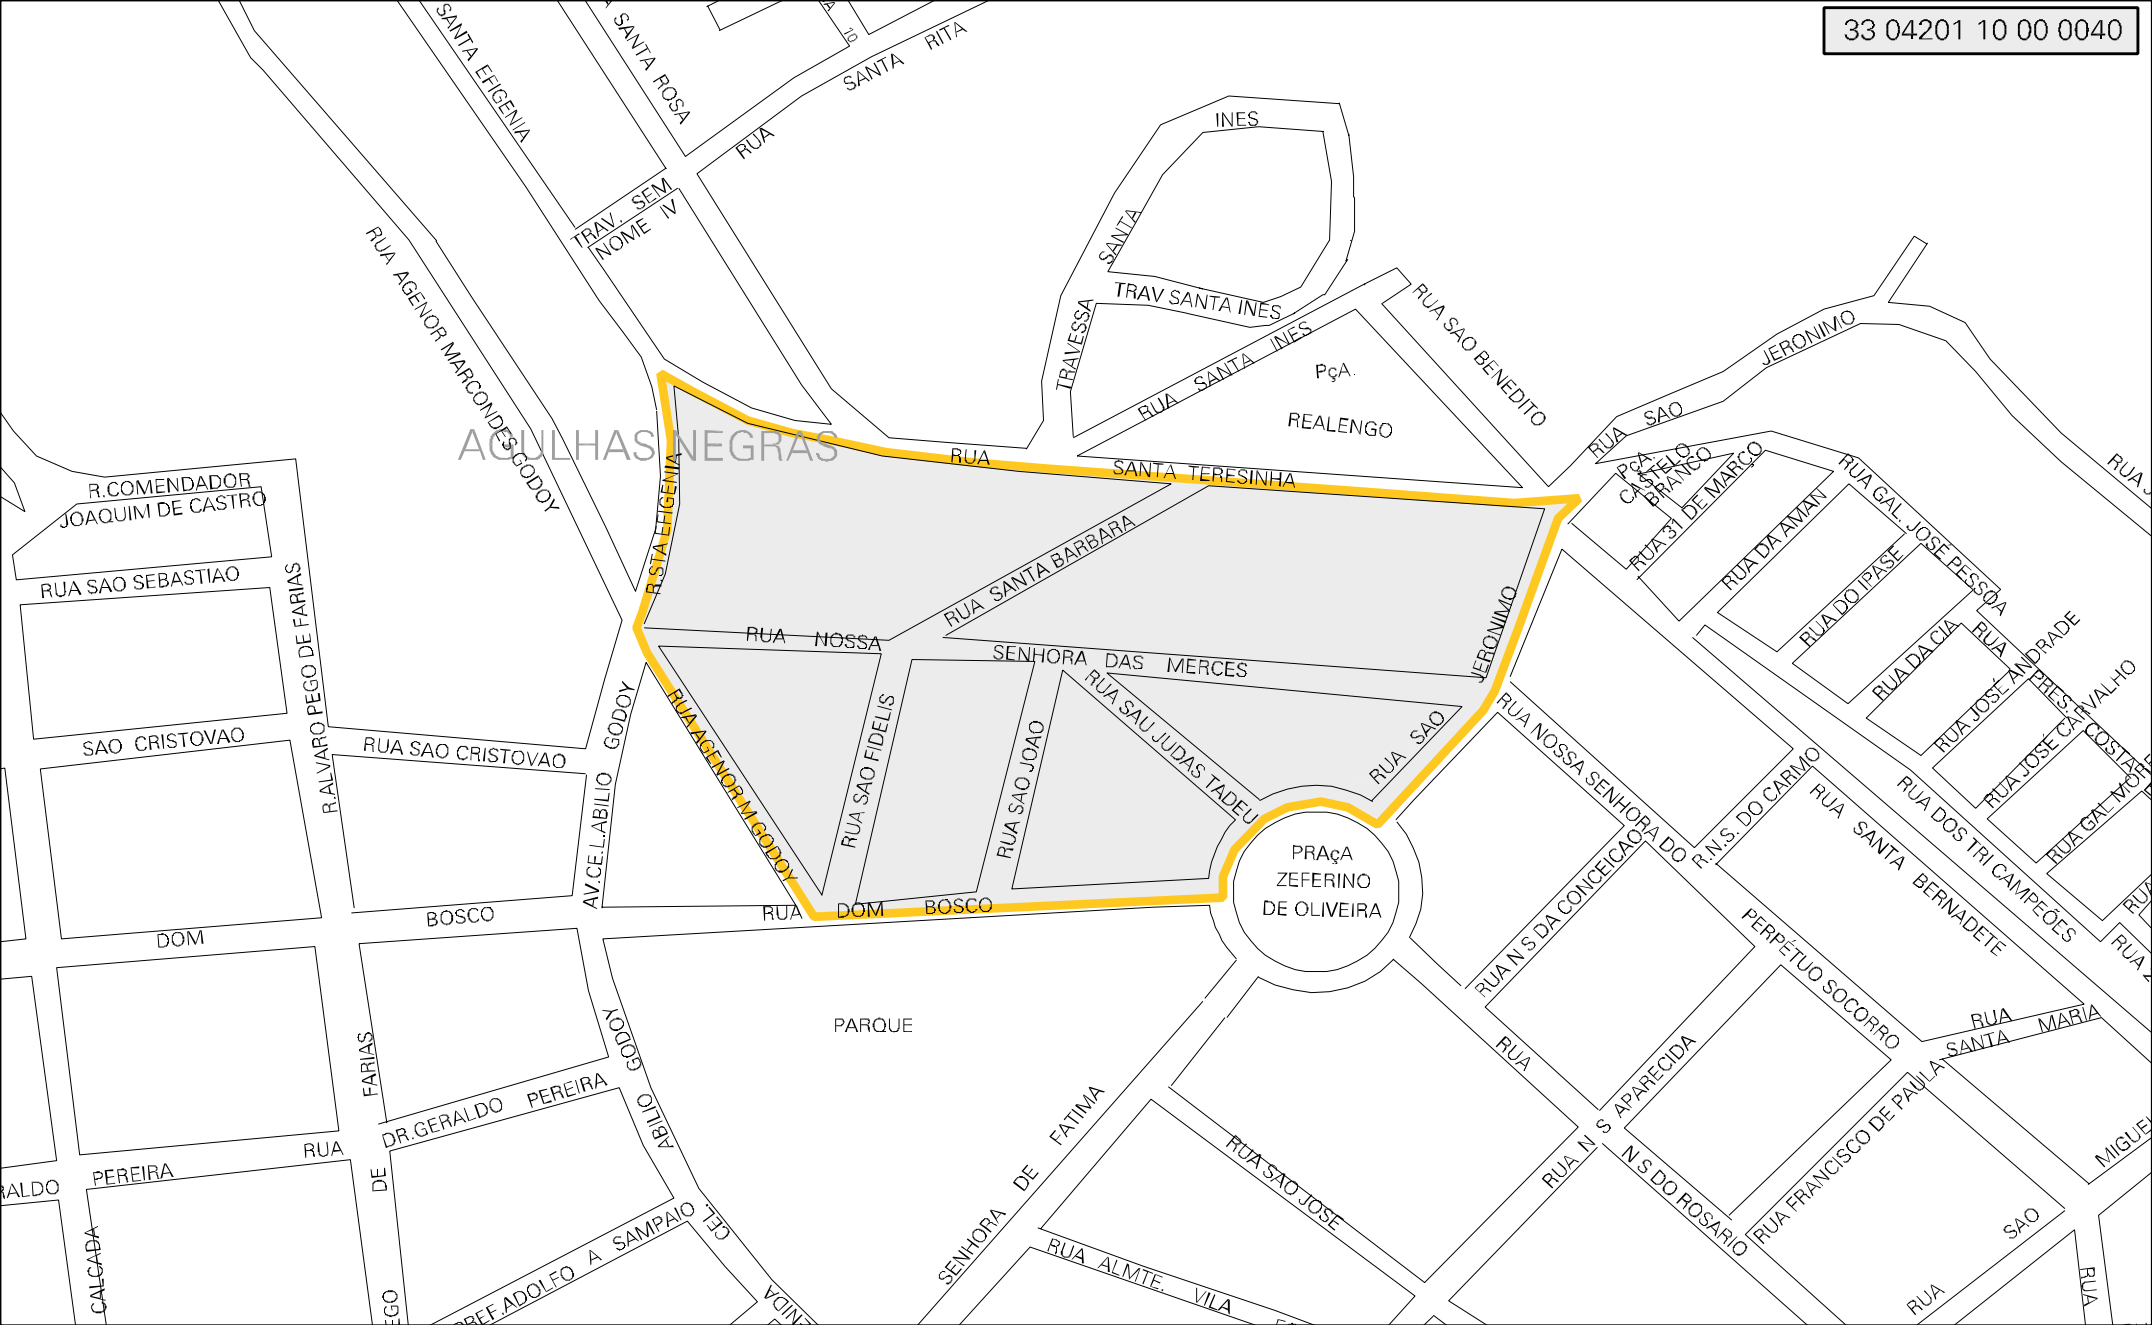 33 04201 10 00 0040
SANTA EFIGENIA
SANTA ROSA
10
RUA SANTA RITA
TRAV. SEM
NOME IV
RUA AGENOR MARCONDES GODOY
INES
SANTA
TRAVESSA
TRAV SANTA INES
RUA SANTA INES
RUA SAO BENEDITO
PçA.
REALENGO
RUA SAO JERONIMO
PçA.
CASTELO
BRANCO
RUA 31 DE MARÇO
RUA DA AMAN
RUA GAL. JOSÉ PESSOA
RUA DO IPASE
RUA DA CIA
RUA JOSÉ ANDRADE
RUA JOSÉ CARVALHO
RUA PRES. COSTA
RUA GAL MORE
RUA DOS TRI CAMPEÕES
AGULHAS NEGRAS
RUA SANTA TERESINHA
R.STA EFIGENIA
RUA SANTA BARBARA
RUA NOSSA SENHORA DAS MERCES
JERONIMO
RUA SAO
RUA SAU JUDAS TADEU
RUA SAO FIDELIS
RUA SAO JOAO
RUA AGENOR M GODOY
RUA DOM BOSCO
R.COMENDADOR
JOAQUIM DE CASTRO
RUA SAO SEBASTIAO
R.ALVARO PEGO DE FARIAS
SAO CRISTOVAO
RUA SAO CRISTOVAO
AV.CE.L.ABILIO GODOY
DOM BOSCO
PRAçA
ZEFERINO
DE OLIVEIRA
PARQUE
RUA NOSSA SENHORA DO PERPÉTUO SOCORRO
R.N.S. DO CARMO
RUA SANTA BERNADETE
RUA N S DA CONCEICAO
RUA N S APARECIDA
RUA
SANTA MARIA
RUA FRANCISCO DE PAULA
RUA N S DO ROSARIO
MIGUEL
RUA SAO
RUA
RUA SAO JOSE
RUA ALMTE. VILA
SENHORA DE FATIMA
GODOY
ABILIO
CEL.
FARIAS
DE
DR.GERALDO PEREIRA
RUA
PEREIRA
CALCADA
PREF.ADOLFO A SAMPAIO